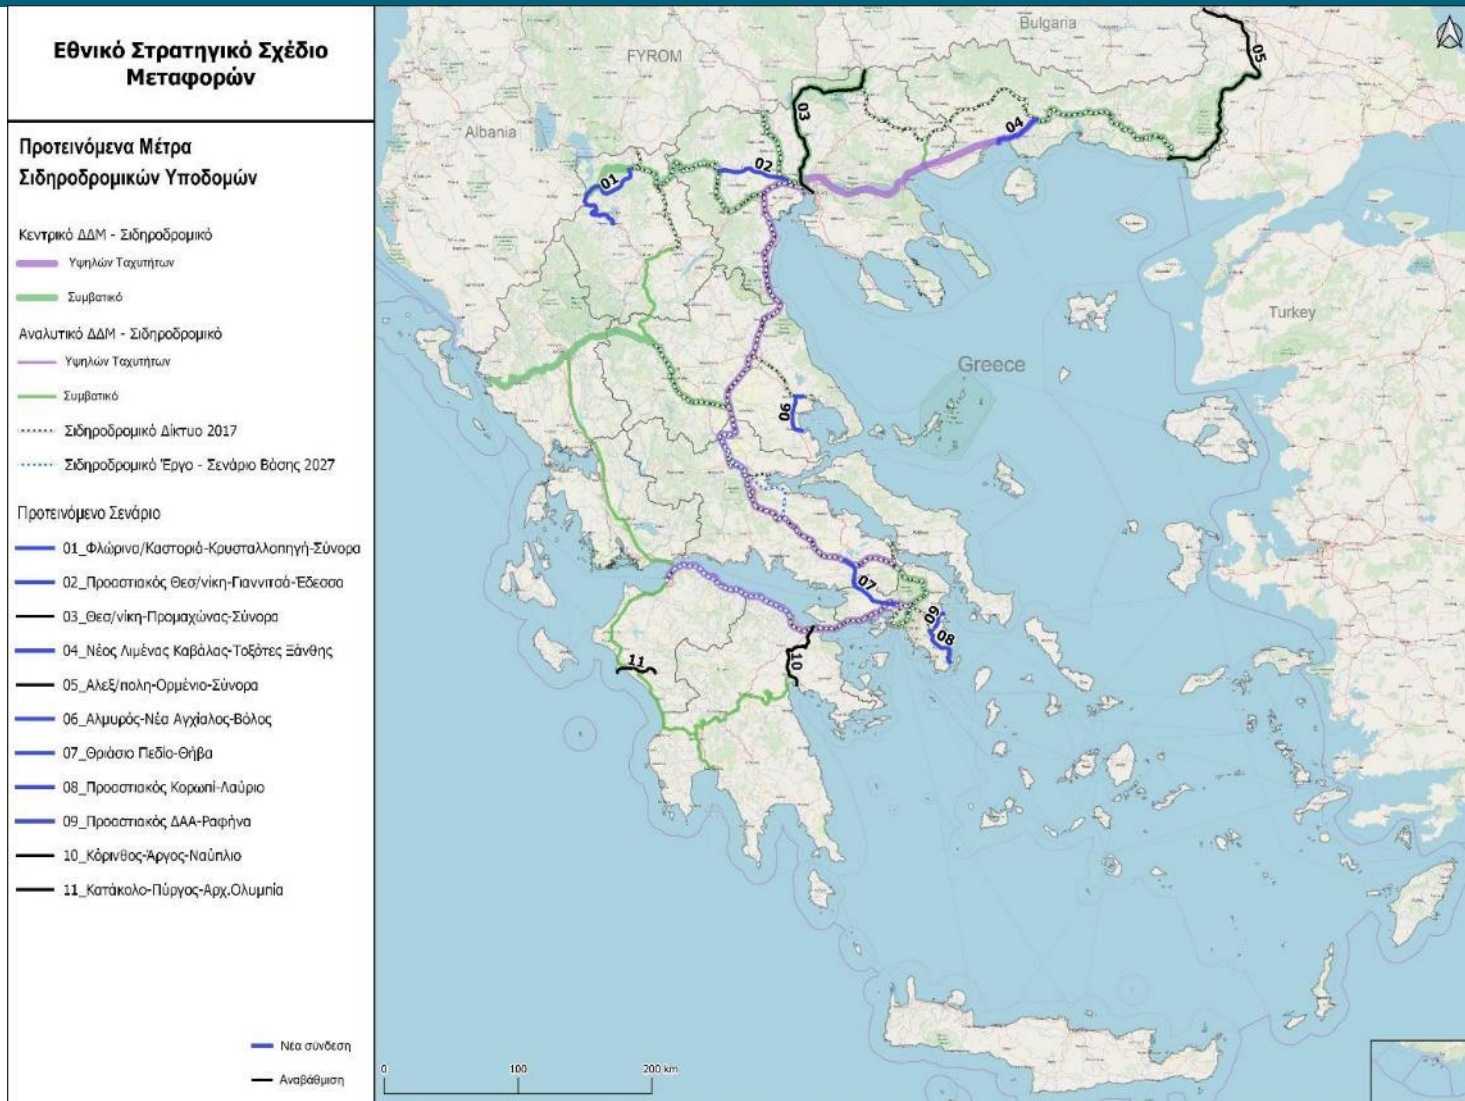 Εθνικό Στρατηγικό Σχέδιο
Μεταφορών
Προτεινόμενα Μέτρα
Σιδηροδρομικών Υποδομών
Κεντρικό ΔΔΜ - Σιδηροδρομικό
Υψηλών Ταχυτήτων
Συμβατικό
Αναλυτικό ΔΔΜ - Σιδηροδρομικό
Υψηλών Ταχυτήτων
Συμβατικό
Σιδηροδρομικό Δίκτυο 2017
Σιδηροδρομικό Έργο - Σενάριο Βάσης 2027
Προτεινόμενο Σενάριο
01_Φλώρινα/Καστοριά-Κρυσταλλοπηγή-Σύνορα
02_Προαστιακός Θεσ/νίκη-Γιαννιτσά-Έδεσσα
03_Θεσ/νίκη-Προμαχώνας-Σύνορα
04_Νέος Λιμένας Καβάλας-Τοξότες Ξάνθης
05_Αλεξ/πολη-Ορμένιο-Σύνορα
06_Αλμυρός-Νέα Αγχίαλος-Βόλος
07_Θριάσιο Πεδίο-Θήβα
08_Προαστιακός Κορωπί-Λαύριο
09_Προαστιακός ΔΑΑ-Ραφήνα
10_Κόρινθος-Άργος-Ναύπλιο
11_Κατάκολο-Πύργος-Αρχ.Ολυμπία
Νέα σύνδεση
Αναβάθμιση
Bulgaria
FYROM
Albania
Turkey
Greece
05
03
04
02
01
06
07
09
08
10
11
0 100 200 km